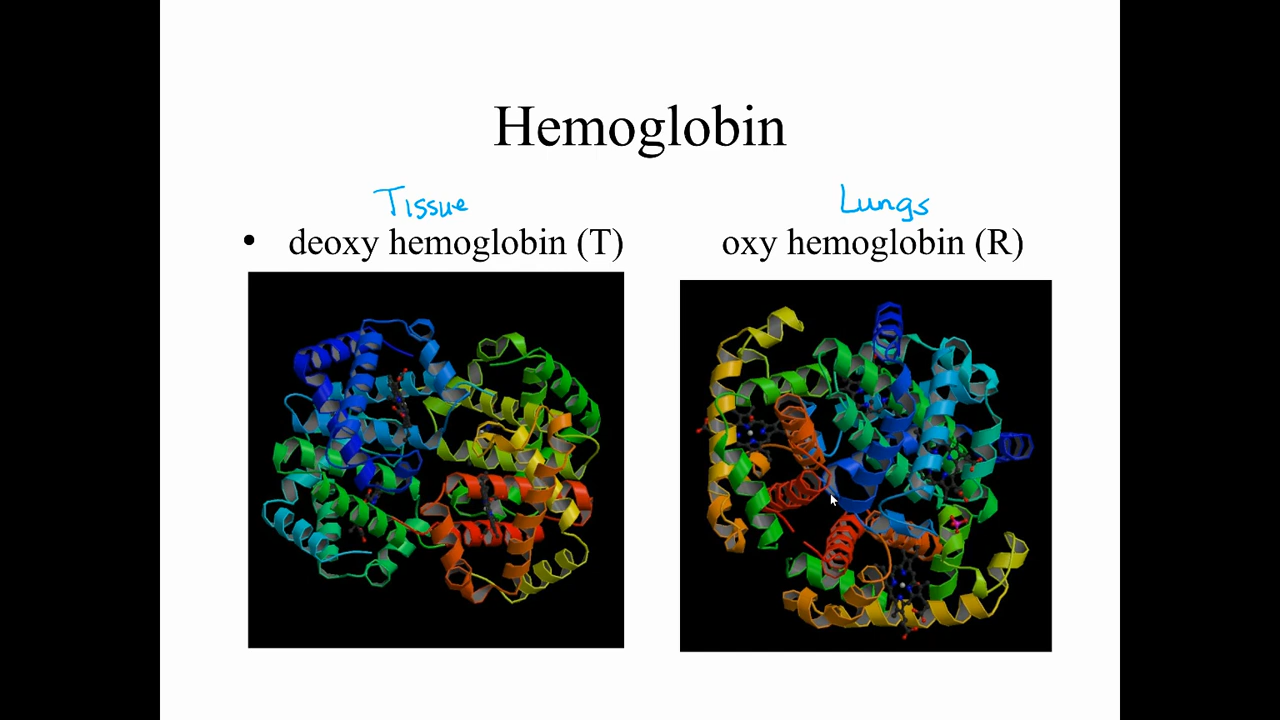 Hemoglobin
Tissue
Lungs
• deoxy hemoglobin (T)
oxy hemoglobin (R)